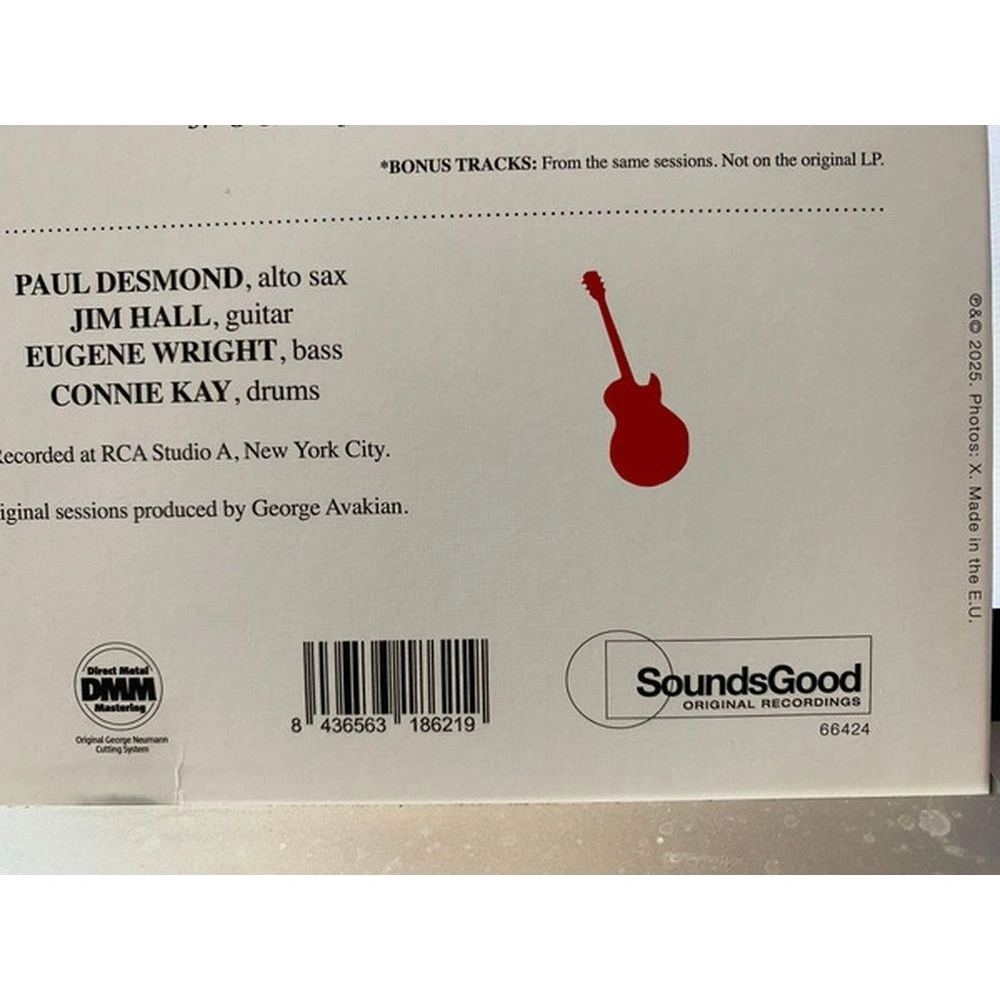 *BONUS TRACKS: From the same sessions. Not on the original LP.
PAUL DESMOND, alto sax
JIM HALL, guitar
EUGENE WRIGHT, bass
CONNIE KAY, drums
Recorded at RCA Studio A, New York City.
iginal sessions produced by George Avakian.
℗&© 2025. Photos: X. Made in the E.U.
Direct Metal
DMM
Mastering
Original George Neumann
Cutting System
8 436563 186219
SoundsGood
ORIGINAL RECORDINGS
66424